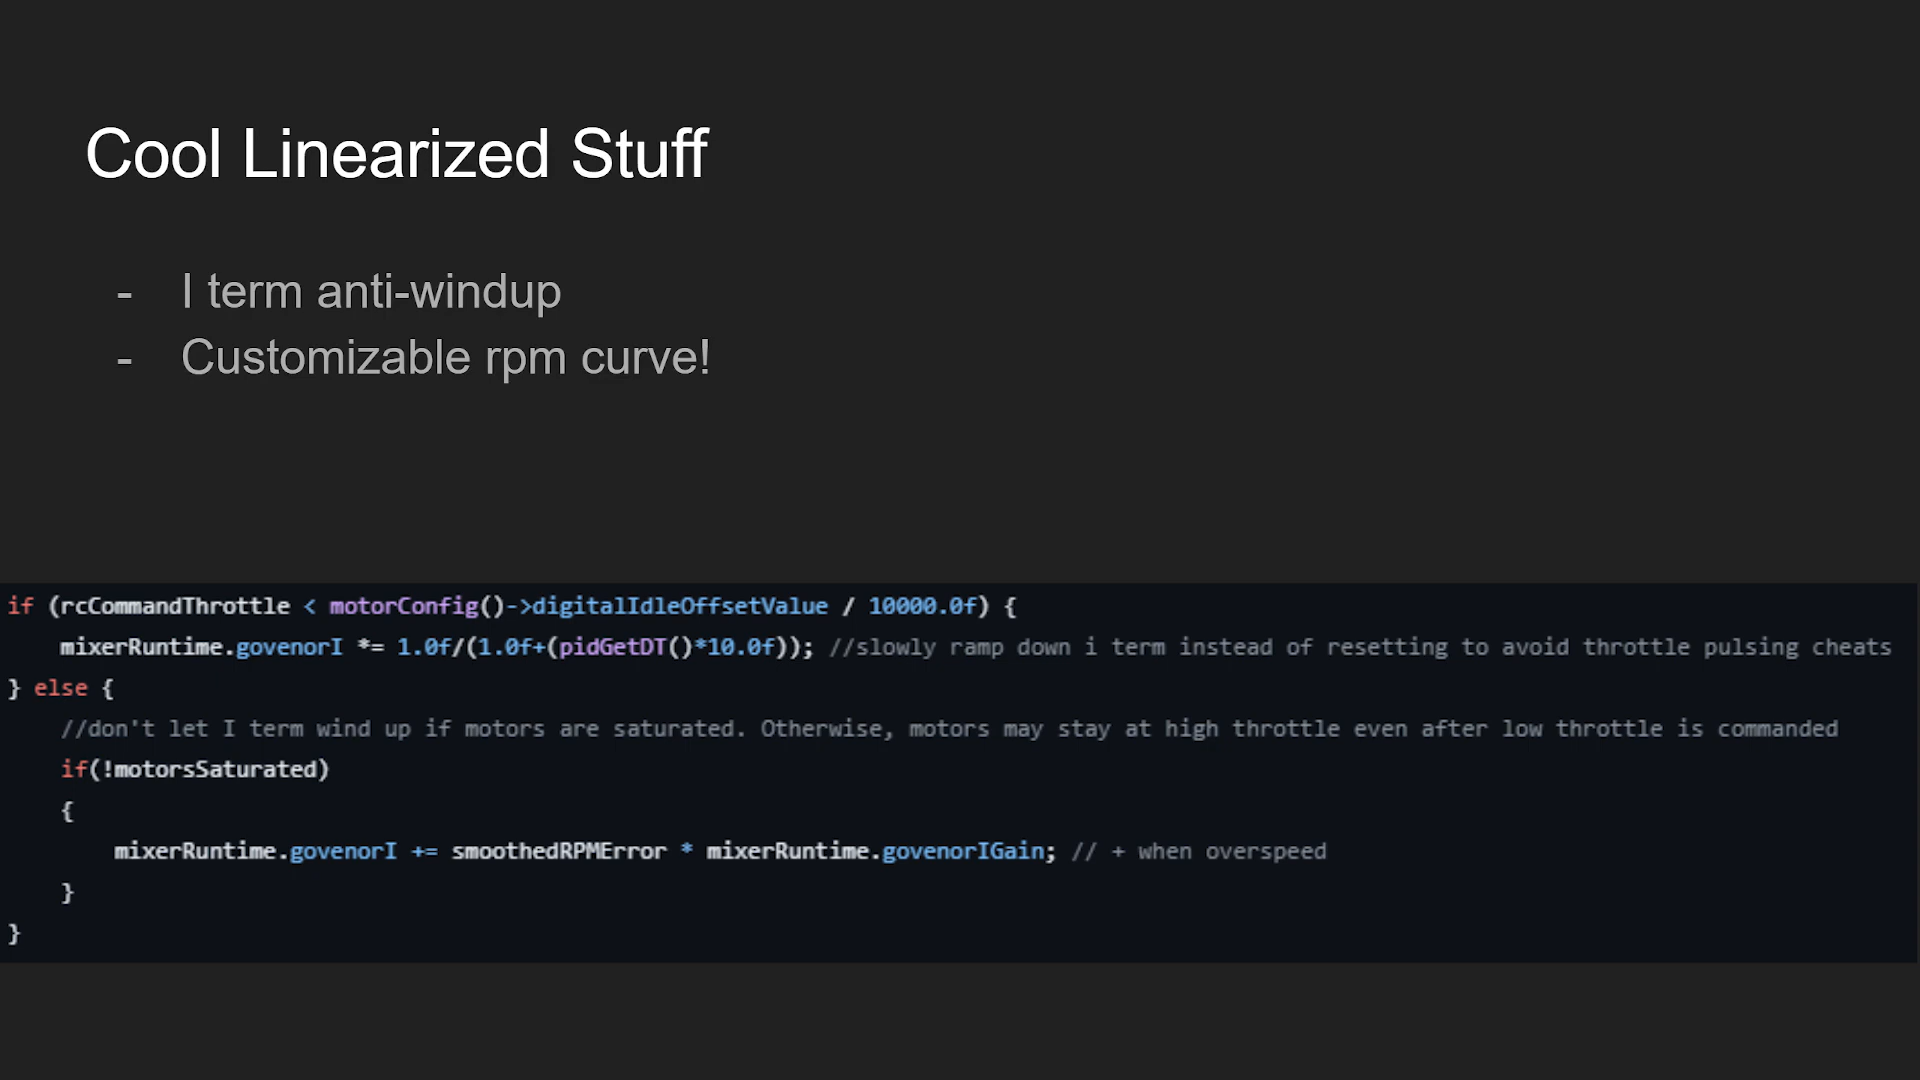 Cool Linearized Stuff
- I term anti-windup
- Customizable rpm curve!
if (rcCommandThrottle < motorConfig()->digitalIdleOffsetValue / 10000.0f) {
    mixerRuntime.govenorI *= 1.0f/(1.0f+(pidGetDT()*10.0f)); //slowly ramp down i term instead of resetting to avoid throttle pulsing cheats
} else {
    //don't let I term wind up if motors are saturated. Otherwise, motors may stay at high throttle even after low throttle is commanded
    if(!motorsSaturated)
    {
        mixerRuntime.govenorI += smoothedRPMError * mixerRuntime.govenorIGain; // + when overspeed
    }
}